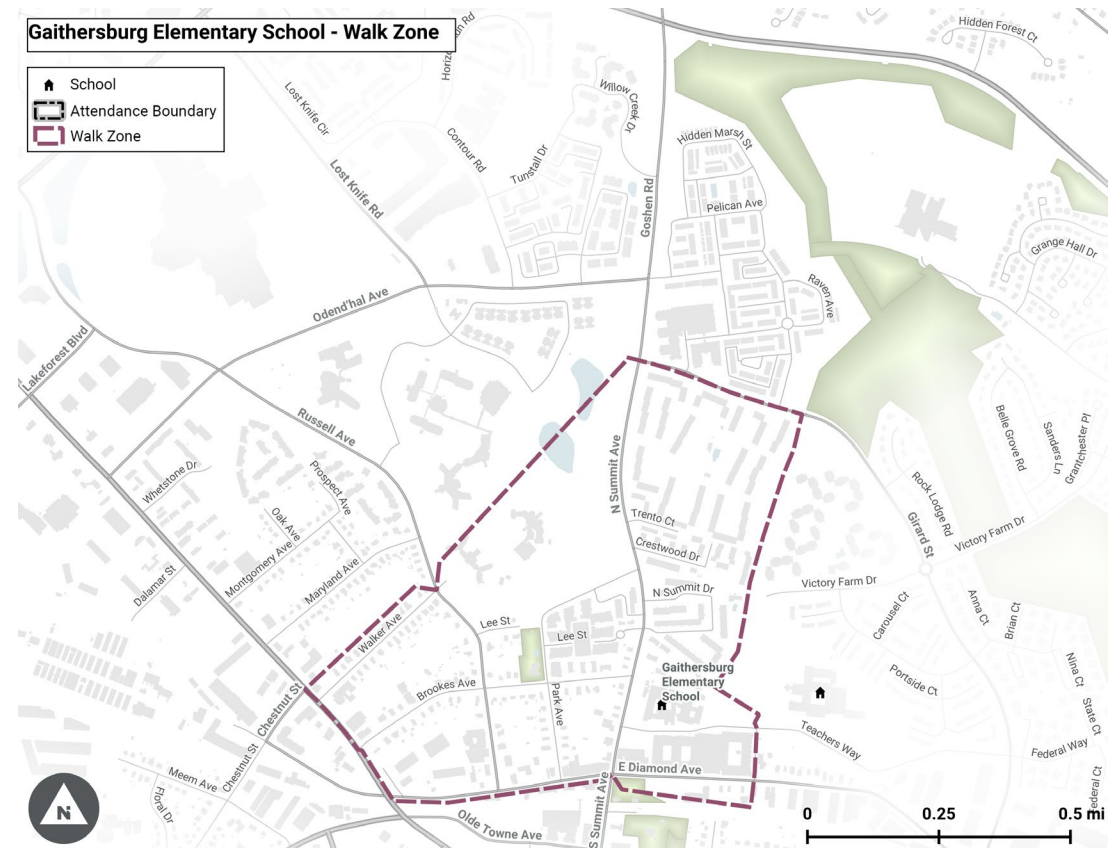 Gaithersburg Elementary School - Walk Zone
School
Attendance Boundary
Walk Zone
Hidden Forest Ct
Lost Knife Cir
Willow Creek Dr
Contour Rd
Tunstall Dr
Hidden Marsh St
Lost Knife Rd
Goshen Rd
Pelican Ave
Grange Hall Dr
Raven Ave
Odend'hal Ave
Lakeforest Blvd
Russell Ave
Belle Grove Rd
Sanders Ln
Grantchester Pl
N Summit Ave
Whetstone Dr
Prospect Ave
Oak Ave
Rock Lodge Rd
Girard St
Trento Ct
Crestwood Dr
Victory Farm Dr
Montgomery Ave
Maryland Ave
Dalamar St
N Summit Dr
Victory Farm Dr
Carousel Ct
Anna Ct
Brian Ct
Walker Ave
Lee St
Lee St
Gaithersburg
Elementary
School
Portside Ct
Nina Ct
State Ct
Brookes Ave
Park Ave
Chestnut St
Chestnut St
Teachers Way
Federal Way
Meem Ave
E Diamond Ave
Floral Dr
S Summit Ave
Olde Towne Ave
N
0 0.25 0.5 mi